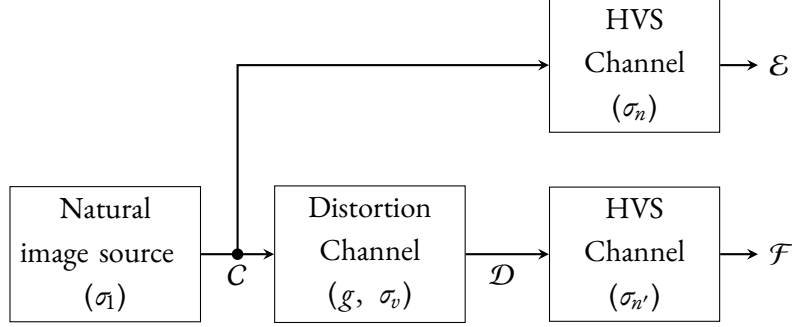 HVS
Channel
(σₙ)
ℰ
Natural
image source
(σ₁)
𝒞
Distortion
Channel
(g, σᵥ)
𝒟
HVS
Channel
(σₙ′)
ℱ